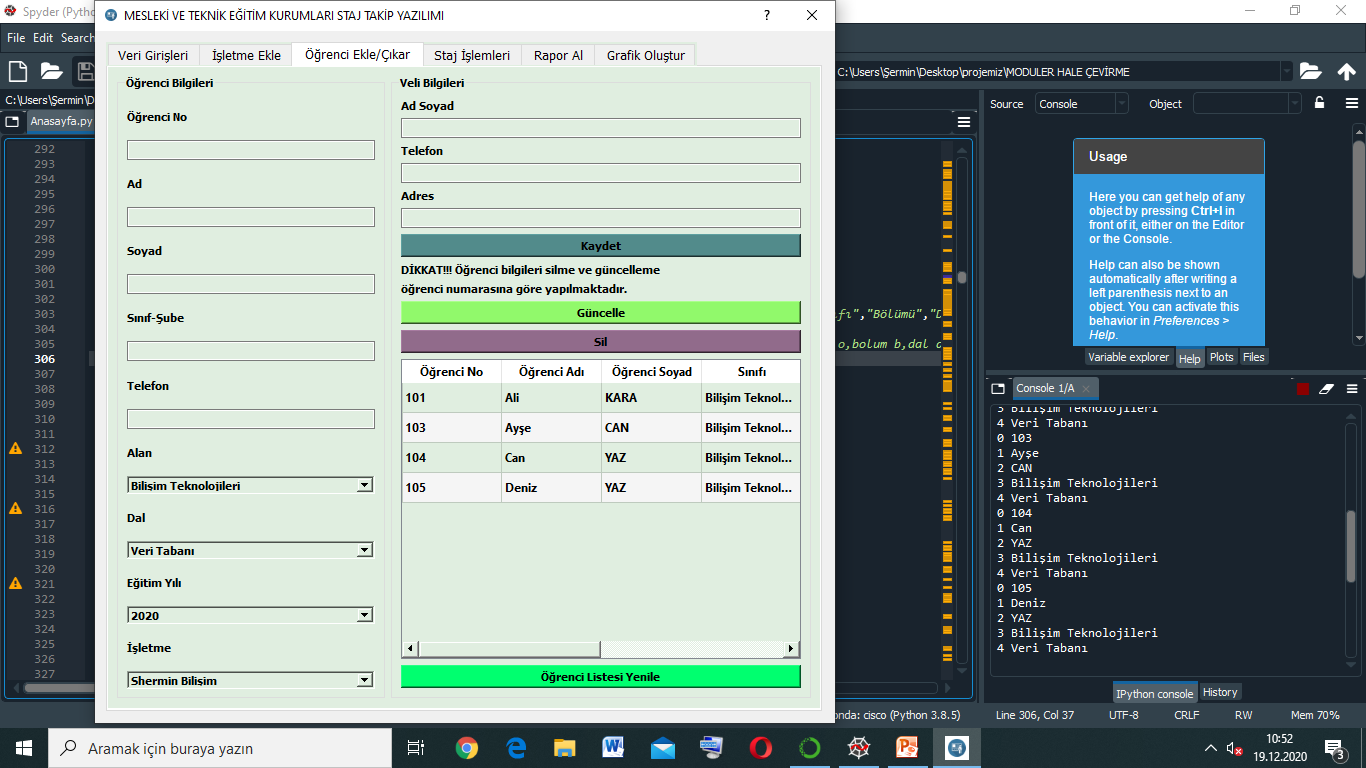 Spyder (Pytho
MESLEKİ VE TEKNİK EĞİTİM KURUMLARI STAJ TAKİP YAZILIMI
?
File Edit Search
Veri Girişleri
İşletme Ekle
Öğrenci Ekle/Çıkar
Staj İşlemleri
Rapor Al
Grafik Oluştur
C:\Users\Şermin\Desktop\projemiz\MODULER HALE ÇEVİRME
C:\Users\Şermin\D
Anasayfa.py
292
293
294
295
296
297
298
299
300
301
302
303
304
305
306
307
308
309
310
311
312
313
314
315
316
317
318
319
320
321
322
323
324
325
326
327
Öğrenci Bilgileri
Öğrenci No
Ad
Soyad
Sınıf-Şube
Telefon
Alan
Bilişim Teknolojileri
Dal
Veri Tabanı
Eğitim Yılı
2020
İşletme
Shermin Bilişim
Veli Bilgileri
Ad Soyad
Telefon
Adres
Kaydet
DİKKAT!!! Öğrenci bilgileri silme ve güncelleme
öğrenci numarasına göre yapılmaktadır.
Güncelle
Sil
Öğrenci No Öğrenci Adı Öğrenci Soyad Sınıfı
101 Ali KARA Bilişim Teknol...
103 Ayşe CAN Bilişim Teknol...
104 Can YAZ Bilişim Teknol...
105 Deniz YAZ Bilişim Teknol...
Öğrenci Listesi Yenile
ıfı","Bölümü","D
o,bolum b,dal d
Source Console Object
Usage
Here you can get help of any
object by pressing Ctrl+I in
front of it, either on the Editor
or the Console.
Help can also be shown
automatically after writing a
left parenthesis next to an
object. You can activate this
behavior in Preferences >
Help.
Variable explorer Help Plots Files
Console 1/A
3 Bilişim Teknolojileri
4 Veri Tabanı
0 103
1 Ayşe
2 CAN
3 Bilişim Teknolojileri
4 Veri Tabanı
0 104
1 Can
2 YAZ
3 Bilişim Teknolojileri
4 Veri Tabanı
0 105
1 Deniz
2 YAZ
3 Bilişim Teknolojileri
4 Veri Tabanı
IPython console History
onda: cisco (Python 3.8.5) Line 306, Col 37 UTF-8 CRLF RW Mem 70%
Aramak için buraya yazın
10:52
19.12.2020
3